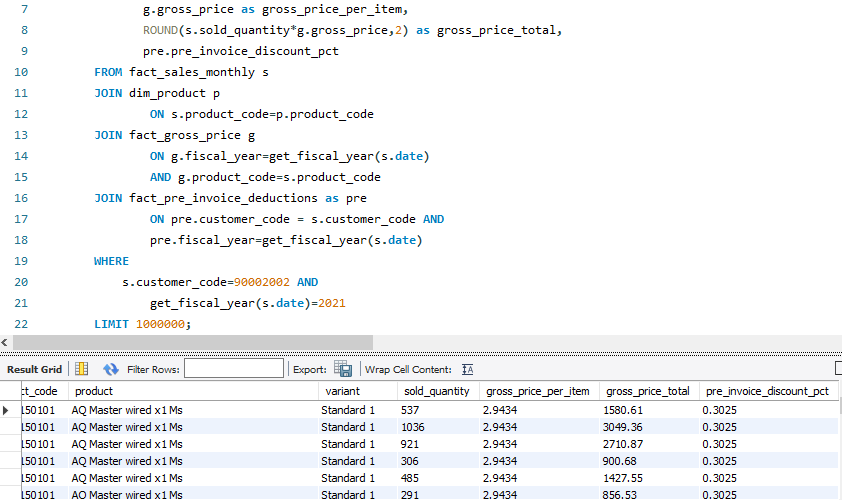 7 g.gross_price as gross_price_per_item,
8 ROUND(s.sold_quantity*g.gross_price,2) as gross_price_total,
9 pre.pre_invoice_discount_pct
10 FROM fact_sales_monthly s
11 JOIN dim_product p
12 ON s.product_code=p.product_code
13 JOIN fact_gross_price g
14 ON g.fiscal_year=get_fiscal_year(s.date)
15 AND g.product_code=s.product_code
16 JOIN fact_pre_invoice_deductions as pre
17 ON pre.customer_code = s.customer_code AND
18 pre.fiscal_year=get_fiscal_year(s.date)
19 WHERE
20 s.customer_code=90002002 AND
21 get_fiscal_year(s.date)=2021
22 LIMIT 1000000;
Result Grid Filter Rows: Export: Wrap Cell Content: IA
ct_code product variant sold_quantity gross_price_per_item gross_price_total pre_invoice_discount_pct
150101 AQ Master wired x1 Ms Standard 1 537 2.9434 1580.61 0.3025
150101 AQ Master wired x1 Ms Standard 1 1036 2.9434 3049.36 0.3025
150101 AQ Master wired x1 Ms Standard 1 921 2.9434 2710.87 0.3025
150101 AQ Master wired x1 Ms Standard 1 306 2.9434 900.68 0.3025
150101 AQ Master wired x1 Ms Standard 1 485 2.9434 1427.55 0.3025
150101 AQ Master wired x1 Ms Standard 1 291 2.9434 856.53 0.3025